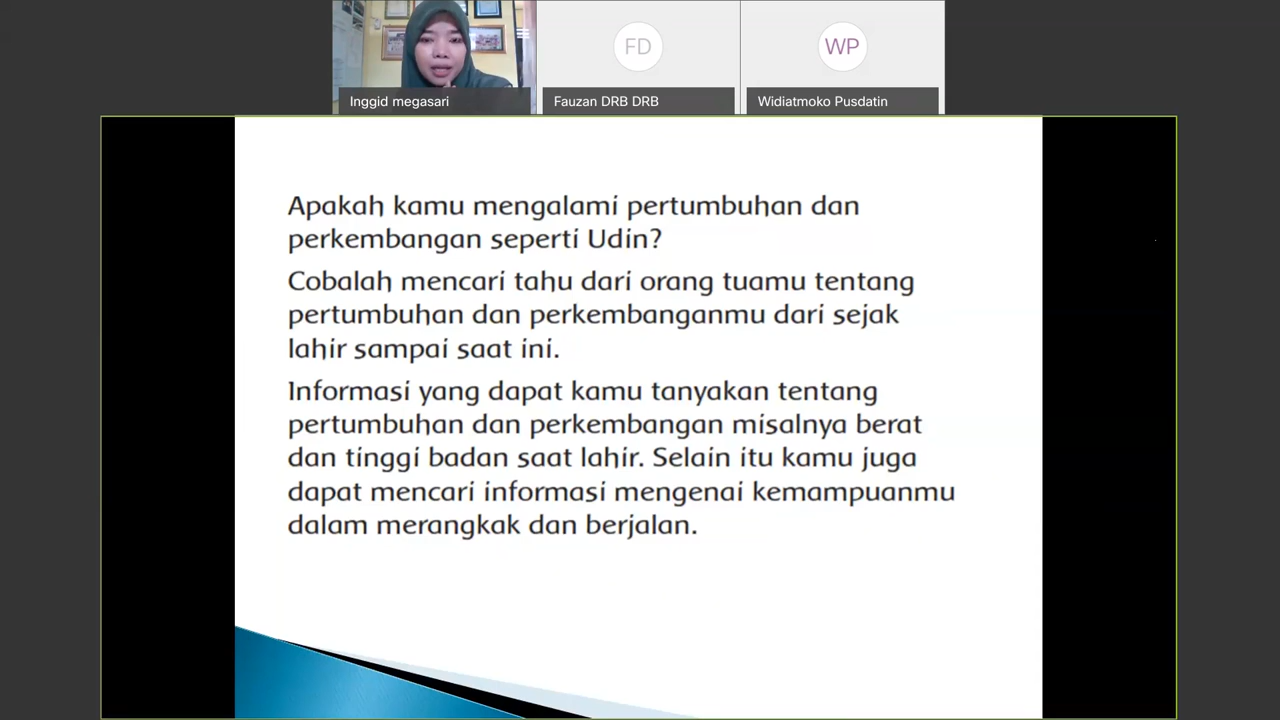 Inggid megasari
FD
Fauzan DRB DRB
WP
Widiatmoko Pusdatin
Apakah kamu mengalami pertumbuhan dan
perkembangan seperti Udin?
Cobalah mencari tahu dari orang tuamu tentang
pertumbuhan dan perkembanganmu dari sejak
lahir sampai saat ini.
Informasi yang dapat kamu tanyakan tentang
pertumbuhan dan perkembangan misalnya berat
dan tinggi badan saat lahir. Selain itu kamu juga
dapat mencari informasi mengenai kemampuanmu
dalam merangkak dan berjalan.